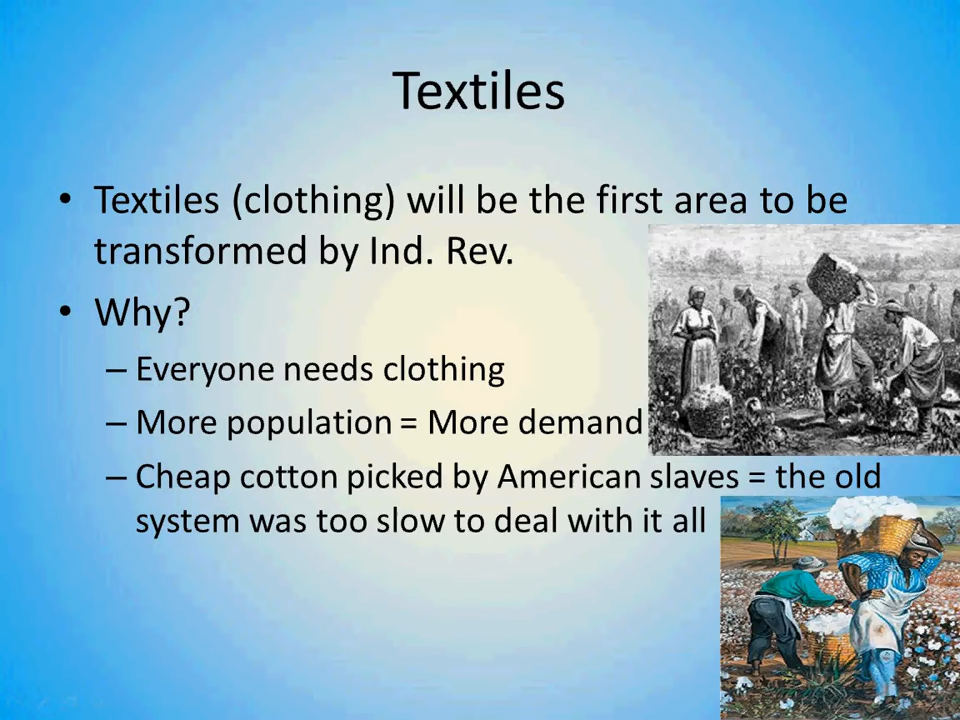 Textiles
• Textiles (clothing) will be the first area to be
transformed by Ind. Rev.
• Why?
– Everyone needs clothing
– More population = More demand
– Cheap cotton picked by American slaves = the old
system was too slow to deal with it all